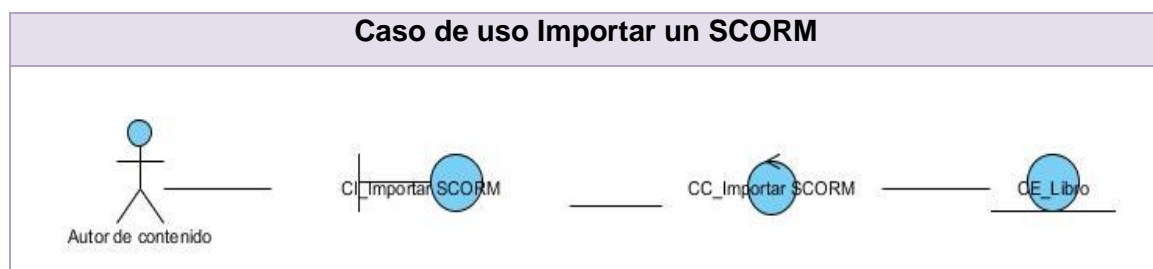 Caso de uso Importar un SCORM
CI_Importar SCORM
CC_Importar SCORM
CE_Libro
Autor de contenido